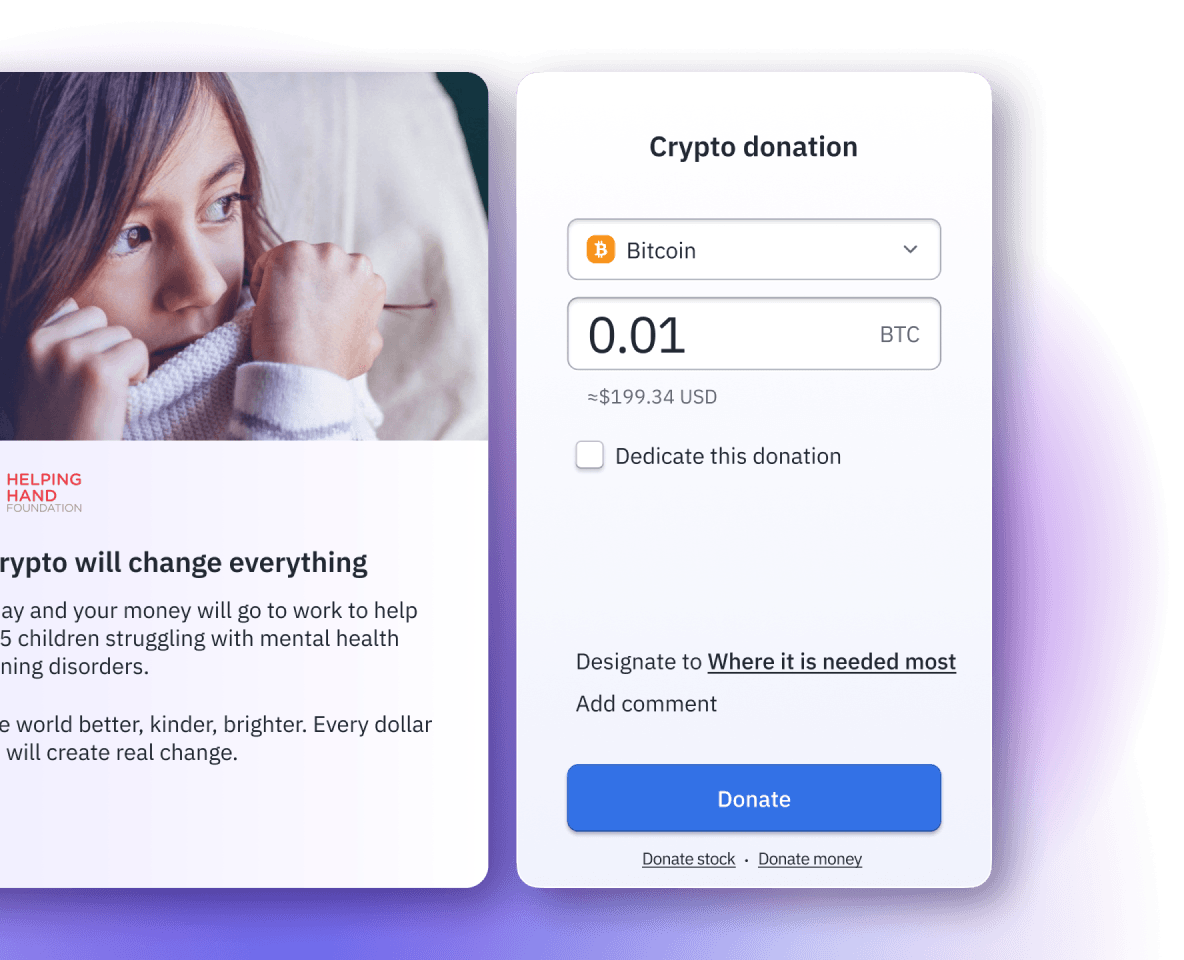 HELPING
HAND
FOUNDATION
rypto will change everything
ay and your money will go to work to help
5 children struggling with mental health
ning disorders.
e world better, kinder, brighter. Every dollar
will create real change.
Crypto donation
Bitcoin
0.01 BTC
≈$199.34 USD
Dedicate this donation
Designate to Where it is needed most
Add comment
Donate
Donate stock · Donate money